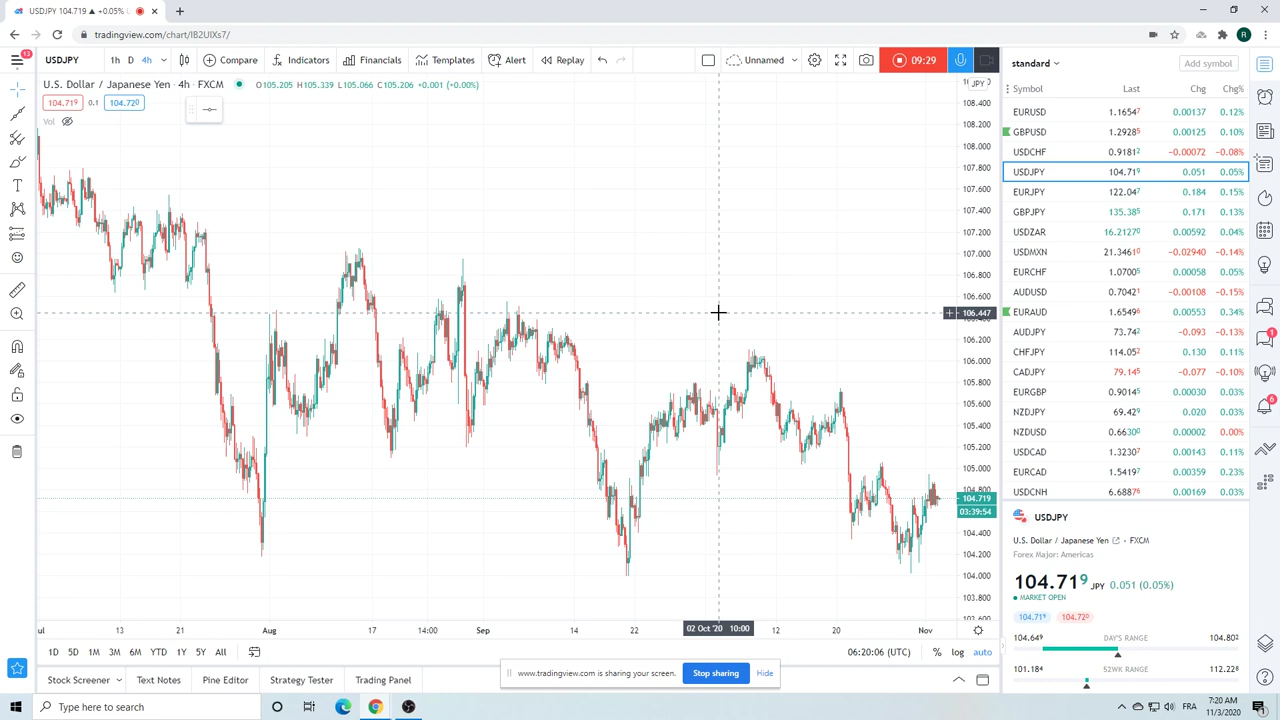 USDJPY 104.719 ▲ +0.05% (
tradingview.com/chart/IB2UIXs7/
R
13
USDJPY 1h D 4h Compare Indicators Financials Templates Alert Replay Unnamed 09:29
U.S. Dollar / Japanese Yen · 4h · FXCM H105.339 L105.066 C105.206 +0.001 (+0.00%)
104.719 0.1 104.720
Vol
JPY
108.400
108.200
108.000
107.800
107.600
107.400
107.200
107.000
106.800
106.600
106.447
106.200
106.000
105.800
105.600
105.400
105.200
105.000
104.800
104.719
03:39:54
104.400
104.200
104.000
103.800
103.600
ul 13 21 Aug 17 14:00 Sep 14 22 02 Oct '20 10:00 12 20 Nov
1D 5D 1M 3M 6M YTD 1Y 5Y All 06:20:06 (UTC) % log auto
www.tradingview.com is sharing your screen. Stop sharing Hide
Stock Screener Text Notes Pine Editor Strategy Tester Trading Panel
standard Add symbol
Symbol Last Chg Chg%
EURUSD 1.16547 0.00137 0.12%
GBPUSD 1.29285 0.00125 0.10%
USDCHF 0.91812 −0.00072 −0.08%
USDJPY 104.719 0.051 0.05%
EURJPY 122.047 0.184 0.15%
GBPJPY 135.385 0.171 0.13%
USDZAR 16.21270 0.00592 0.04%
USDMXN 21.34610 −0.02940 −0.14%
EURCHF 1.07005 0.00058 0.05%
AUDUSD 0.70421 −0.00108 −0.15%
EURAUD 1.65496 0.00553 0.34%
AUDJPY 73.742 −0.093 −0.13%
CHFJPY 114.052 0.130 0.11%
CADJPY 79.145 −0.077 −0.10%
EURGBP 0.90145 0.00030 0.03%
NZDJPY 69.429 0.020 0.03%
NZDUSD 0.66300 0.00002 0.00%
USDCAD 1.32307 0.00143 0.11%
EURCAD 1.54197 0.00359 0.23%
USDCNH 6.68876 0.00169 0.03%
1
6
USDJPY
U.S. Dollar / Japanese Yen · FXCM
Forex Major: Americas
104.719 JPY 0.051 (0.05%)
MARKET OPEN
104.719 104.720
104.649 DAY'S RANGE 104.802
101.184 52WK RANGE 112.228
Type here to search
FRA
7:20 AM
11/3/2020
1